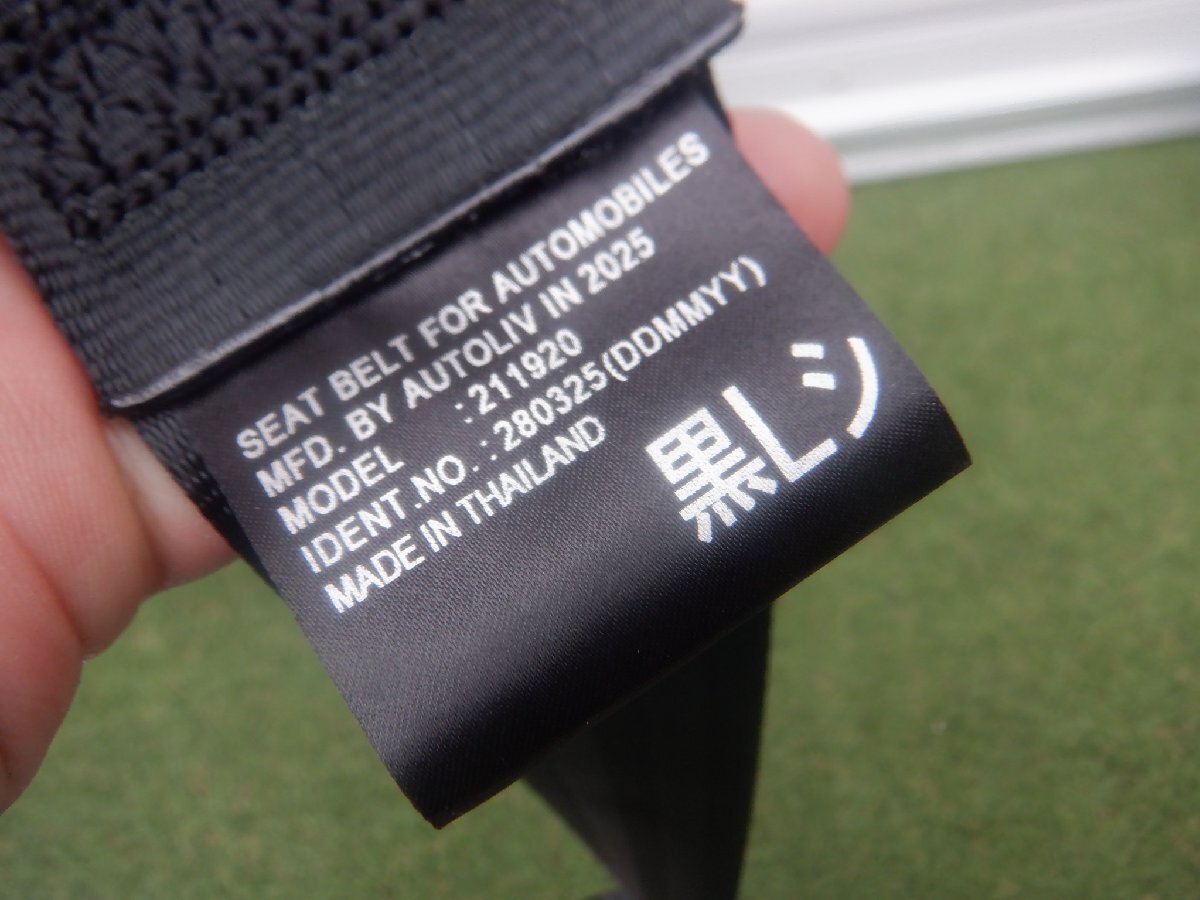 SEAT BELT FOR AUTOMOBILES
MFD. BY AUTOLIV IN 2025
MODEL :211920
IDENT.NO. :280325(DDMMYY)
MADE IN THAILAND
黒レシ